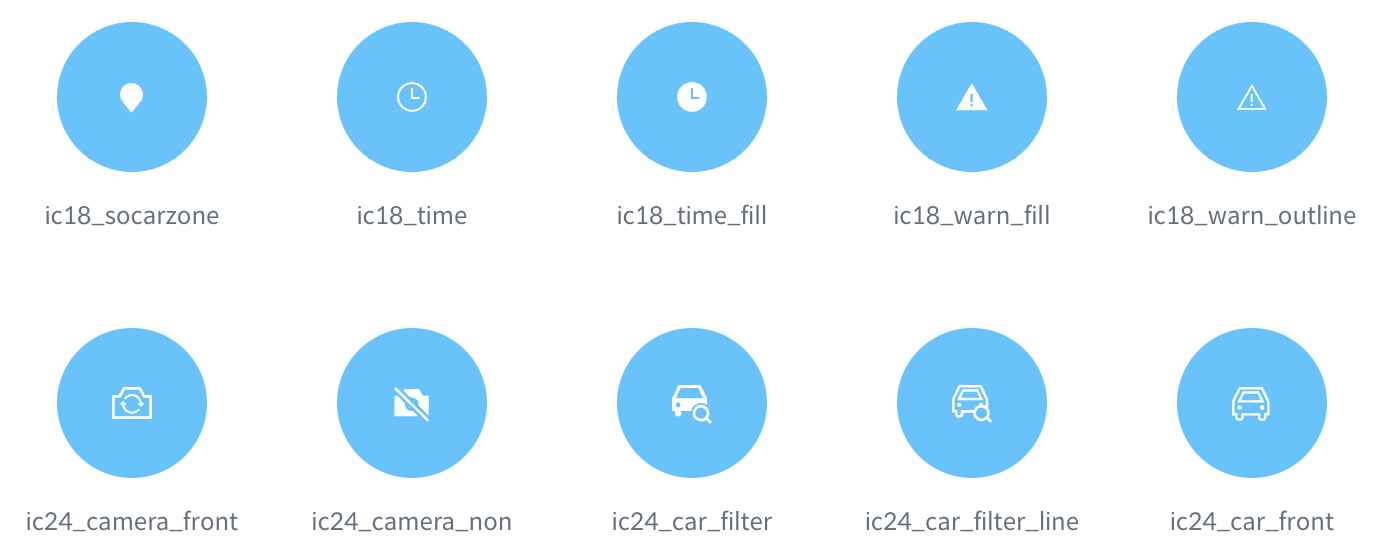 ic18_socarzone
ic18_time
ic18_time_fill
ic18_warn_fill
ic18_warn_outline
ic24_camera_front
ic24_camera_non
ic24_car_filter
ic24_car_filter_line
ic24_car_front